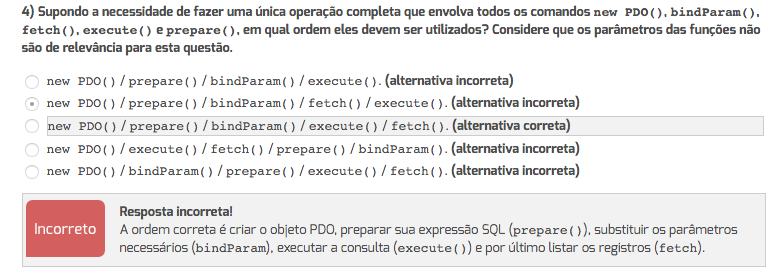 4) Supondo a necessidade de fazer uma única operação completa que envolva todos os comandos new PDO(), bindParam(),
fetch(), execute() e prepare(), em qual ordem eles devem ser utilizados? Considere que os parâmetros das funções não
são de relevância para esta questão.
new PDO() / prepare() / bindParam() / execute(). (alternativa incorreta)
new PDO() / prepare() / bindParam() / fetch() / execute(). (alternativa incorreta)
new PDO() / prepare() / bindParam() / execute() / fetch(). (alternativa correta)
new PDO() / execute() / fetch() / prepare() / bindParam(). (alternativa incorreta)
new PDO() / bindParam() / prepare() / execute() / fetch(). (alternativa incorreta)
Incorreto
Resposta incorreta!
A ordem correta é criar o objeto PDO, preparar sua expressão SQL (prepare()), substituir os parâmetros
necessários (bindParam), executar a consulta (execute()) e por último listar os registros (fetch).